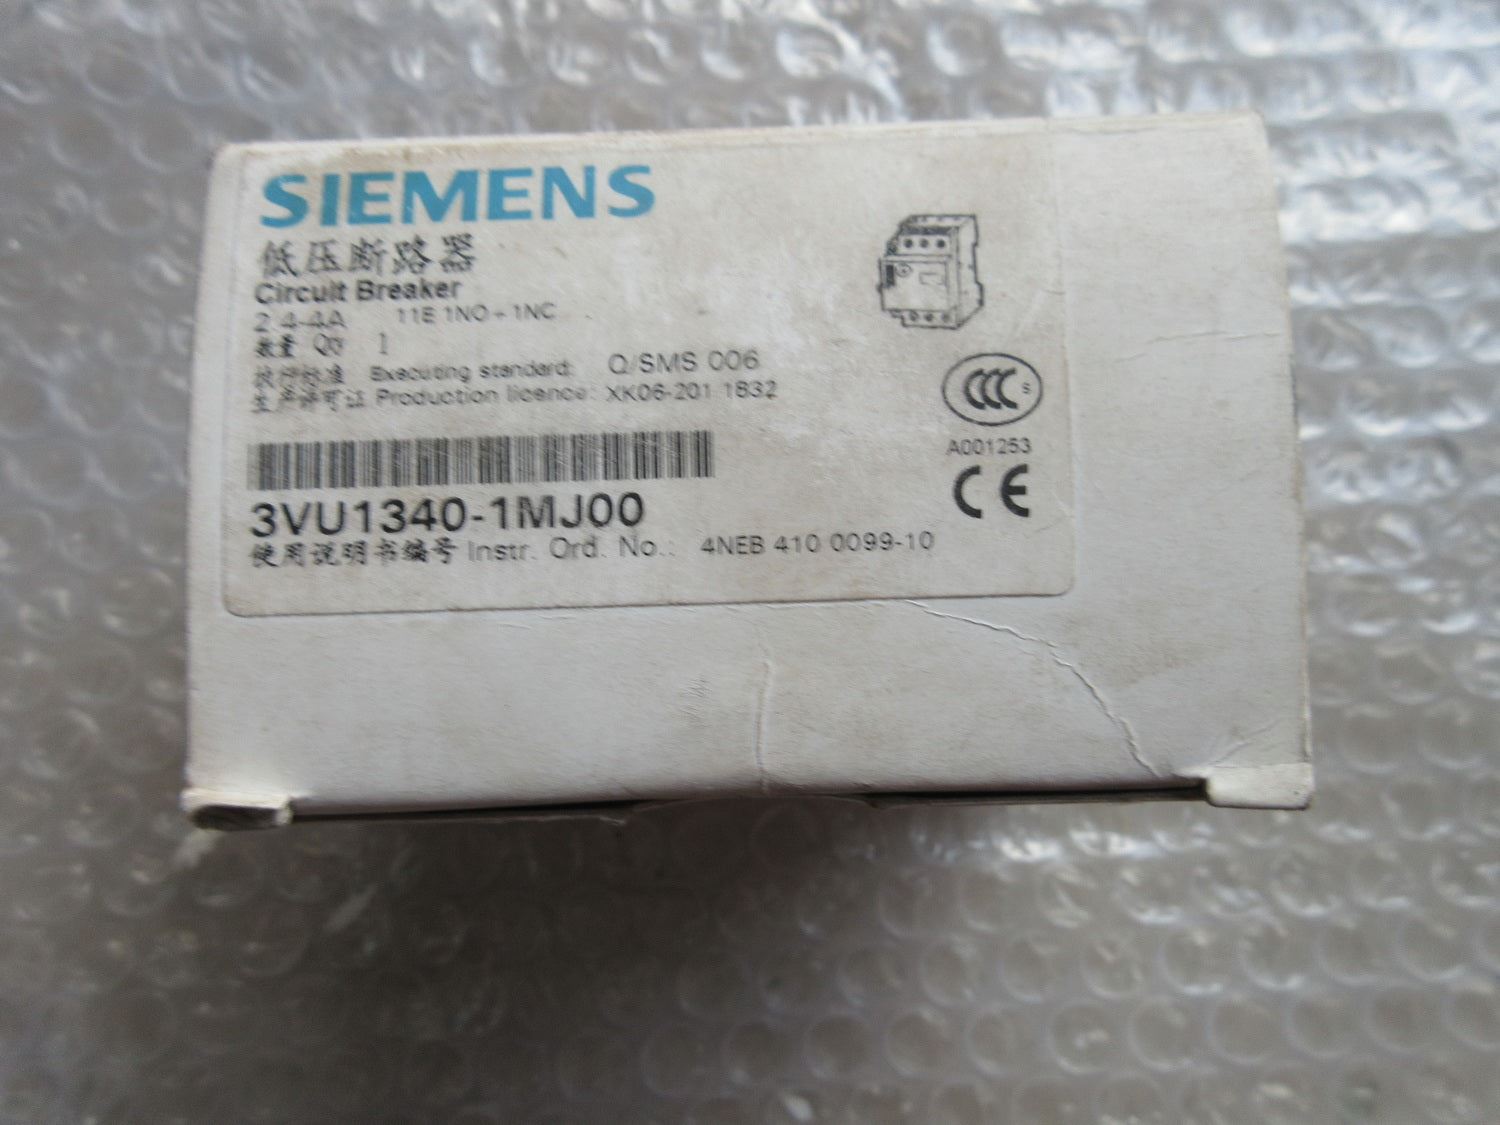 SIEMENS
低压断路器
Circuit Breaker
2.4-4A 11E 1NO+1NC
数量 Qty 1
执行标准 Executing standard: Q/SMS 006
生产许可证 Production licence: XK06-201 1832
CCC S
A001253
CE
3VU1340-1MJ00
使用说明书编号 Instr. Ord. No.: 4NEB 410 0099-10